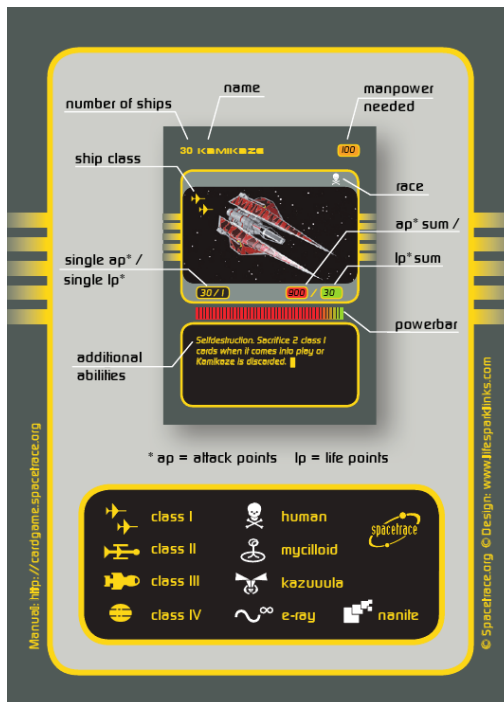 name
manpower
needed
number of ships
30 KAMIKAZE
100
ship class
race
ap* sum /
lp* sum
single ap* /
single lp*
30 / 1
900 / 30
powerbar
additional
abilities
Selfdestruction. Sacrifice 2 class 1
cards when it comes into play or
Kamikaze is discarded.
* ap = attack points lp = life points
class I
human
spacetrace
class II
mycilloid
class III
kazuuula
class IV
e-ray
nanite
Manual: http://cardgame.spacetrace.org
© Spacetrace.org © Design: www.lifesparklinks.com